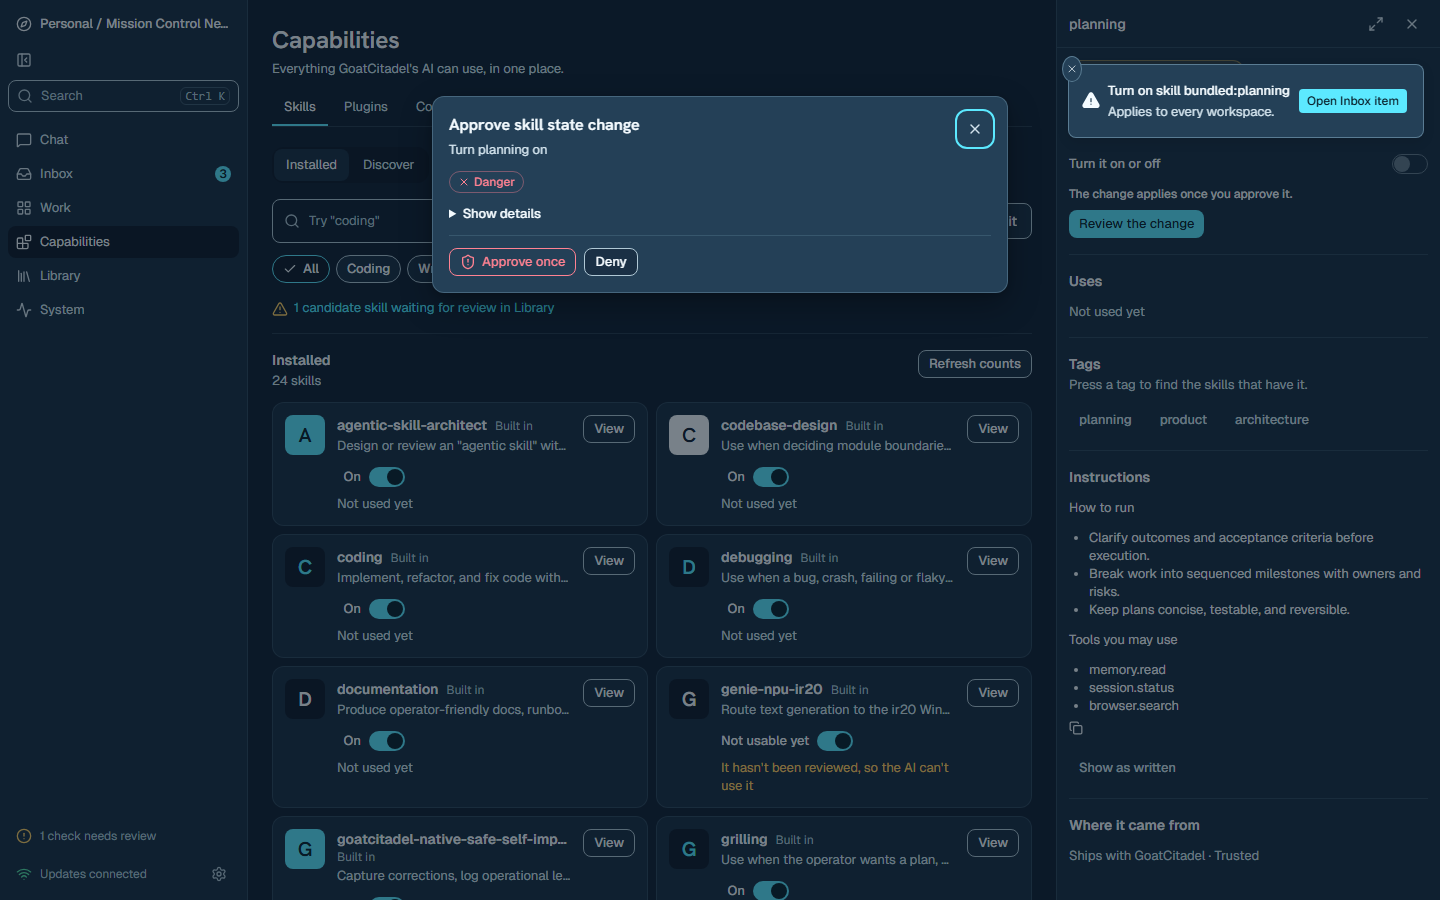 Personal / Mission Control Ne...
Search
Ctrl K
Chat
Inbox
3
Work
Capabilities
Library
System
1 check needs review
Updates connected
Capabilities
Everything GoatCitadel's AI can use, in one place.
Skills
Plugins
Co
Installed
Discover
Try "coding"
it
All
Coding
W
1 candidate skill waiting for review in Library
Approve skill state change
Turn planning on
Danger
Show details
Approve once
Deny
Installed
24 skills
Refresh counts
agentic-skill-architect Built in
View
Design or review an "agentic skill" wit...
On
Not used yet
codebase-design Built in
View
Use when deciding module boundarie...
On
Not used yet
coding Built in
View
Implement, refactor, and fix code with...
On
Not used yet
debugging Built in
View
Use when a bug, crash, failing or flaky...
On
Not used yet
documentation Built in
View
Produce operator-friendly docs, runbo...
On
Not used yet
genie-npu-ir20 Built in
View
Route text generation to the ir20 Win...
Not usable yet
It hasn't been reviewed, so the AI can't
use it
goatcitadel-native-safe-self-imp...
Built in
View
Capture corrections, log operational le...
grilling Built in
View
Use when the operator wants a plan, ...
On
planning
Turn on skill bundled:planning
Applies to every workspace.
Open Inbox item
Turn it on or off
The change applies once you approve it.
Review the change
Uses
Not used yet
Tags
Press a tag to find the skills that have it.
planning
product
architecture
Instructions
How to run
• Clarify outcomes and acceptance criteria before
execution.
• Break work into sequenced milestones with owners and
risks.
• Keep plans concise, testable, and reversible.
Tools you may use
• memory.read
• session.status
• browser.search
Show as written
Where it came from
Ships with GoatCitadel · Trusted
A
C
C
D
D
G
G
G